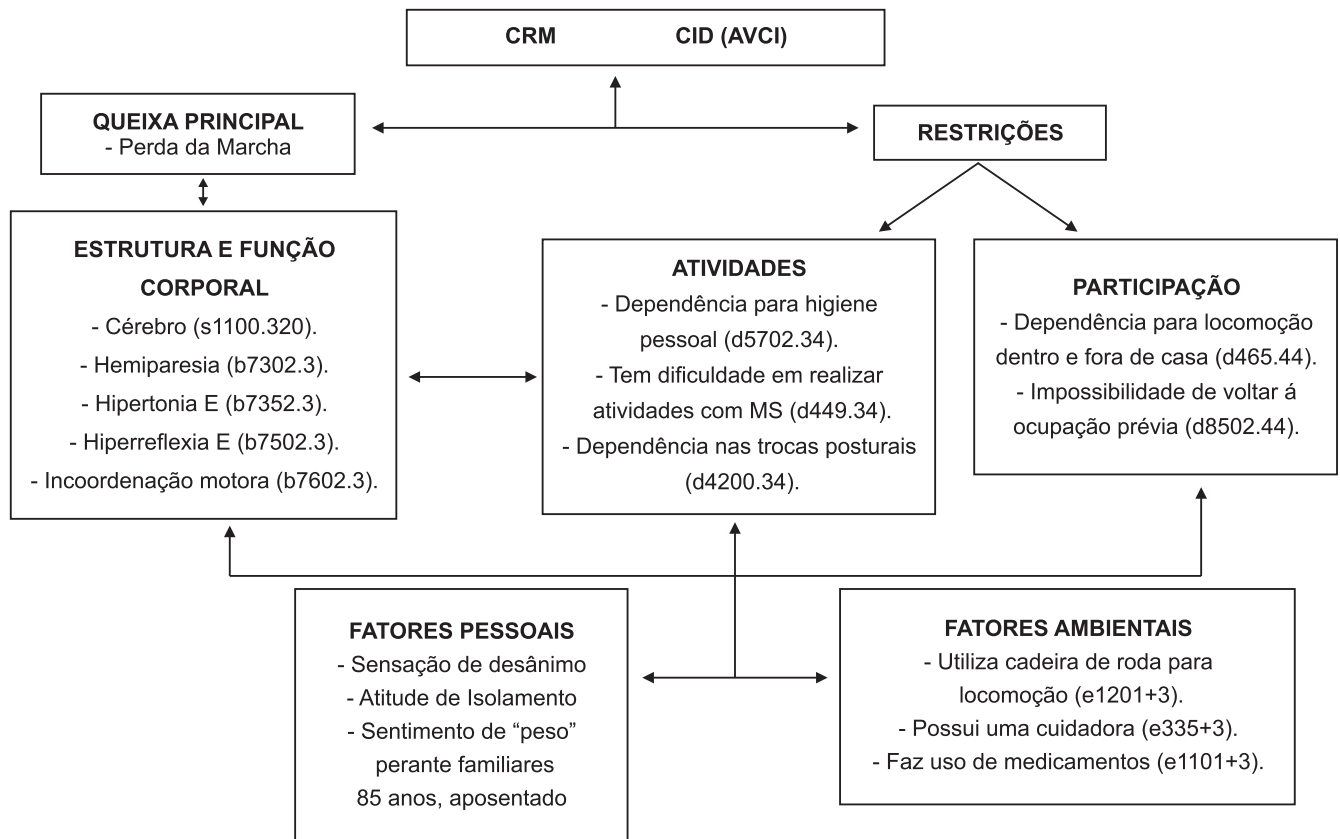 CRM CID (AVCI)
QUEIXA PRINCIPAL
- Perda da Marcha
RESTRIÇÕES
ESTRUTURA E FUNÇÃO
CORPORAL
- Cérebro (s1100.320).
- Hemiparesia (b7302.3).
- Hipertonia E (b7352.3).
- Hiperreflexia E (b7502.3).
- Incoordenação motora (b7602.3).
ATIVIDADES
- Dependência para higiene
pessoal (d5702.34).
- Tem dificuldade em realizar
atividades com MS (d449.34).
- Dependência nas trocas posturais
(d4200.34).
PARTICIPAÇÃO
- Dependência para locomoção
dentro e fora de casa (d465.44).
- Impossibilidade de voltar á
ocupação prévia (d8502.44).
FATORES PESSOAIS
- Sensação de desânimo
- Atitude de Isolamento
- Sentimento de “peso”
perante familiares
85 anos, aposentado
FATORES AMBIENTAIS
- Utiliza cadeira de roda para
locomoção (e1201+3).
- Possui uma cuidadora (e335+3).
- Faz uso de medicamentos (e1101+3).